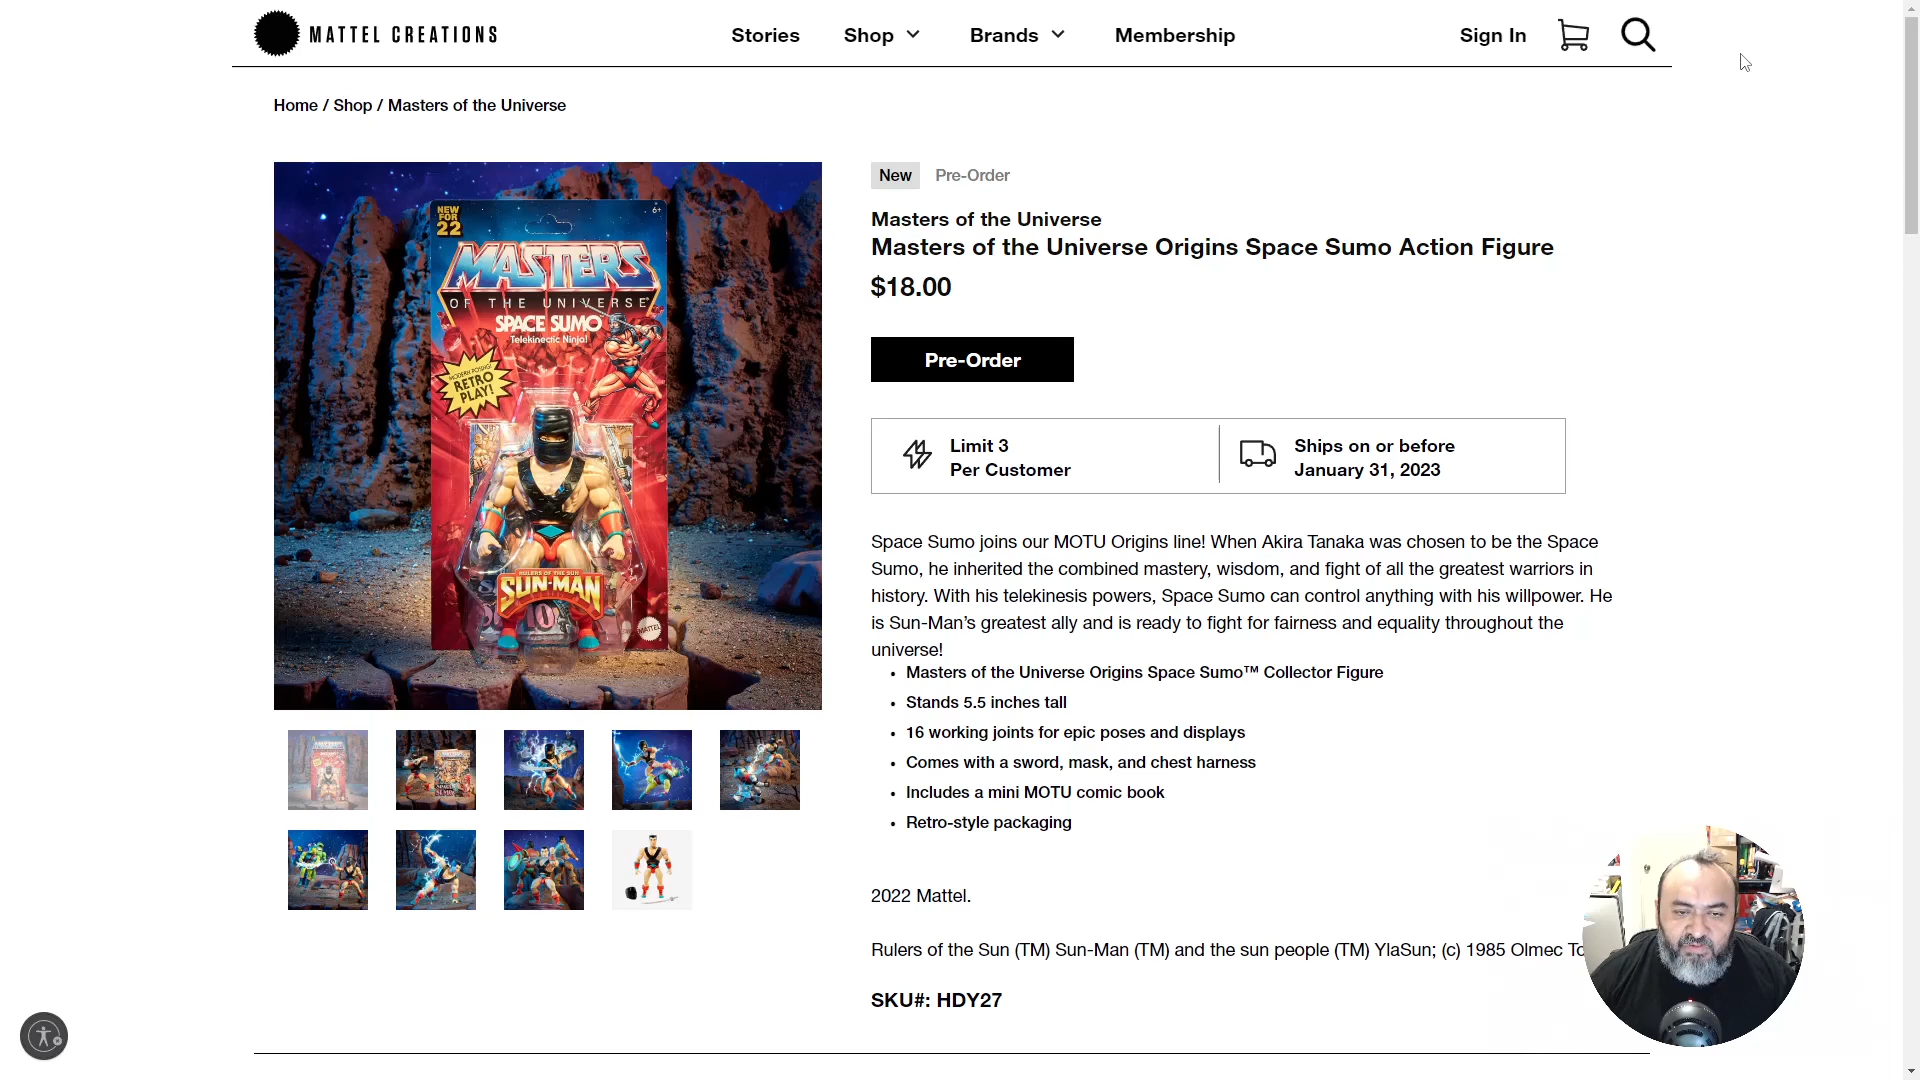 MATTEL CREATIONS
Stories
Shop
Brands
Membership
Sign In
Home / Shop / Masters of the Universe
New
Pre-Order
Masters of the Universe
Masters of the Universe Origins Space Sumo Action Figure
$18.00
Pre-Order
Limit 3
Per Customer
Ships on or before
January 31, 2023
Space Sumo joins our MOTU Origins line! When Akira Tanaka was chosen to be the Space
Sumo, he inherited the combined mastery, wisdom, and fight of all the greatest warriors in
history. With his telekinesis powers, Space Sumo can control anything with his willpower. He
is Sun-Man’s greatest ally and is ready to fight for fairness and equality throughout the
universe!
• Masters of the Universe Origins Space Sumo™ Collector Figure
• Stands 5.5 inches tall
• 16 working joints for epic poses and displays
• Comes with a sword, mask, and chest harness
• Includes a mini MOTU comic book
• Retro-style packaging
2022 Mattel.
Rulers of the Sun (TM) Sun-Man (TM) and the sun people (TM) YlaSun; (c) 1985 Olmec
SKU#: HDY27
NEW
FOR
22
6+
MASTERS
OF THE UNIVERSE
SPACE SUMO
Telekinectic Ninja!
MODERN POSING!
RETRO
PLAY!
RULERS OF THE SUN
SUN-MAN
MATTEL